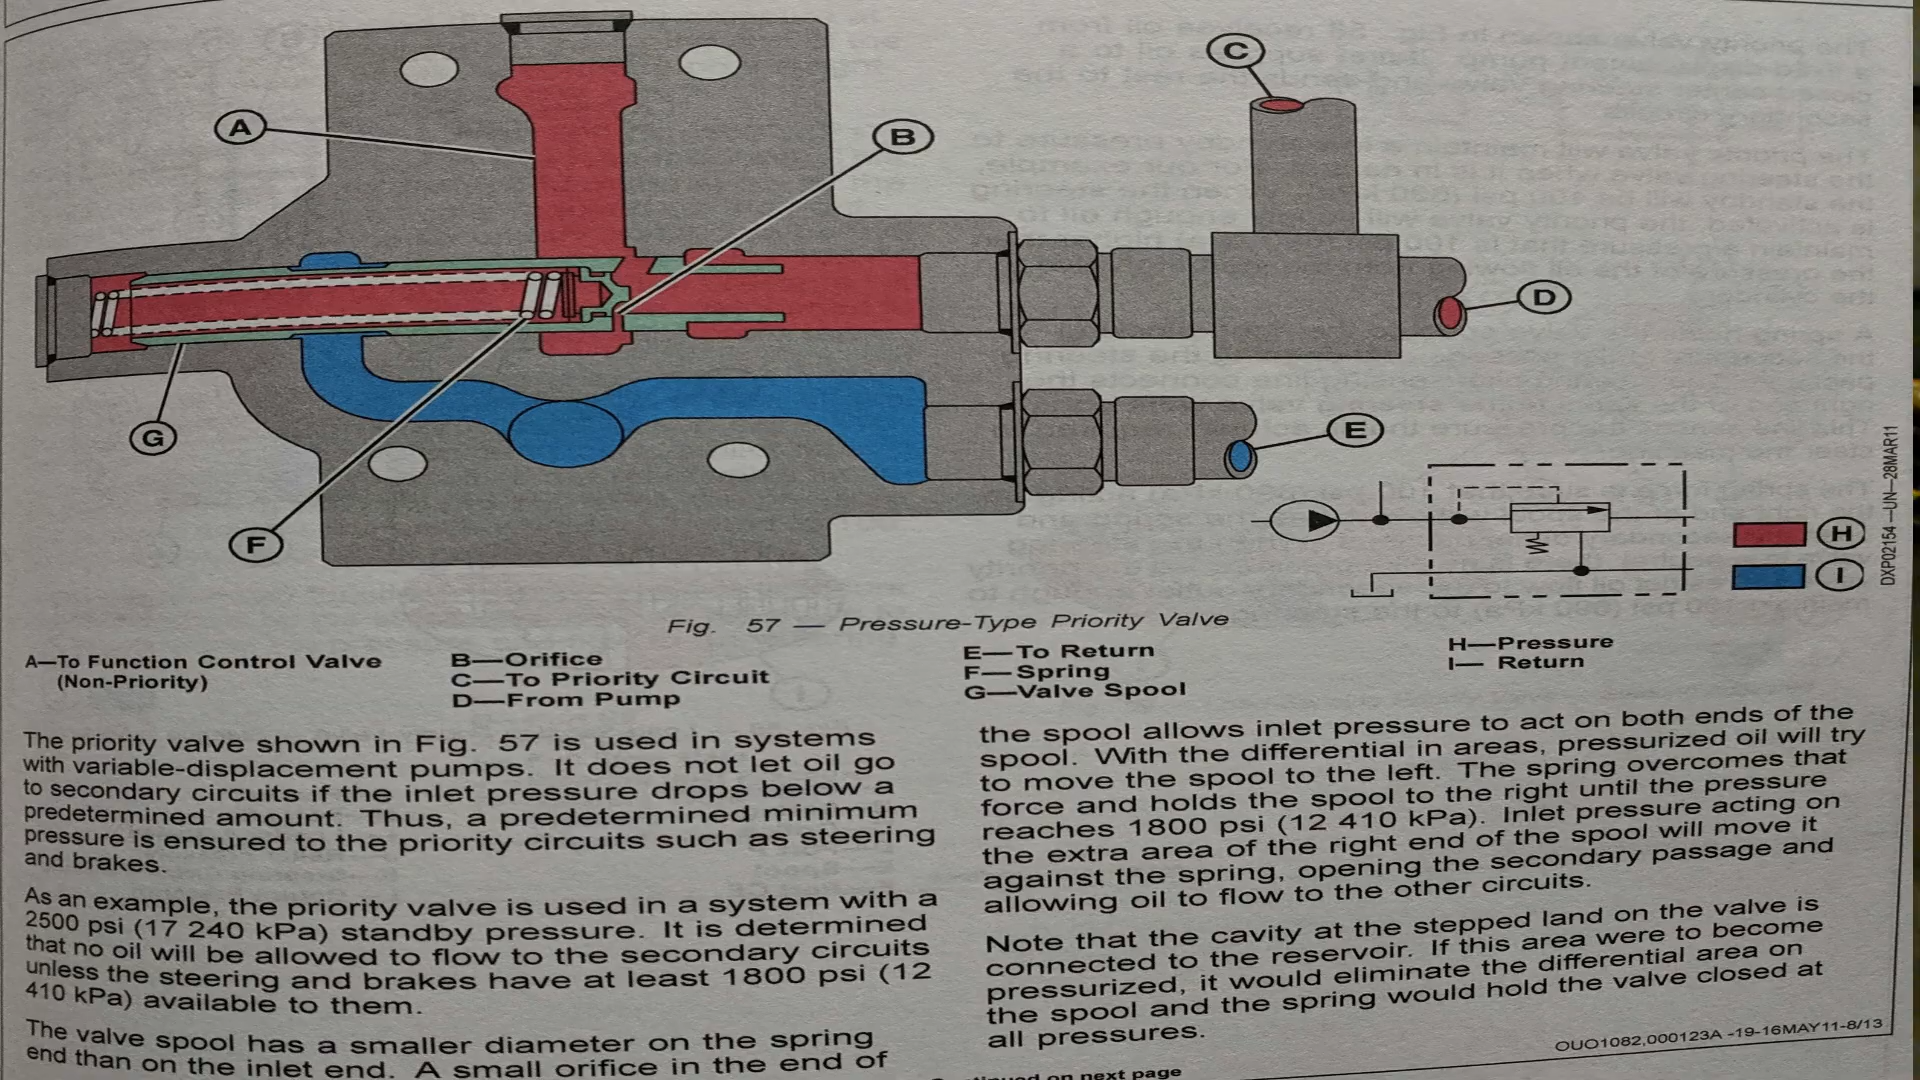 A
B
C
D
E
F
G
H
I
DXP02154 —UN—28MAR11
Fig. 57 — Pressure-Type Priority Valve
A—To Function Control Valve
(Non-Priority)
B—Orifice
C—To Priority Circuit
D—From Pump
E—To Return
F—Spring
G—Valve Spool
H—Pressure
I— Return
The priority valve shown in Fig. 57 is used in systems
with variable-displacement pumps. It does not let oil go
to secondary circuits if the inlet pressure drops below a
predetermined amount. Thus, a predetermined minimum
pressure is ensured to the priority circuits such as steering
and brakes.
As an example, the priority valve is used in a system with a
2500 psi (17 240 kPa) standby pressure. It is determined
that no oil will be allowed to flow to the secondary circuits
unless the steering and brakes have at least 1800 psi (12
410 kPa) available to them.
The valve spool has a smaller diameter on the spring
end than on the inlet end. A small orifice in the end of
the spool allows inlet pressure to act on both ends of the
spool. With the differential in areas, pressurized oil will try
to move the spool to the left. The spring overcomes that
force and holds the spool to the right until the pressure
reaches 1800 psi (12 410 kPa). Inlet pressure acting on
the extra area of the right end of the spool will move it
against the spring, opening the secondary passage and
allowing oil to flow to the other circuits.
Note that the cavity at the stepped land on the valve is
connected to the reservoir. If this area were to become
pressurized, it would eliminate the differential area on
the spool and the spring would hold the valve closed at
all pressures.
OUO1082,000123A -19-16MAY11-8/13
on next page